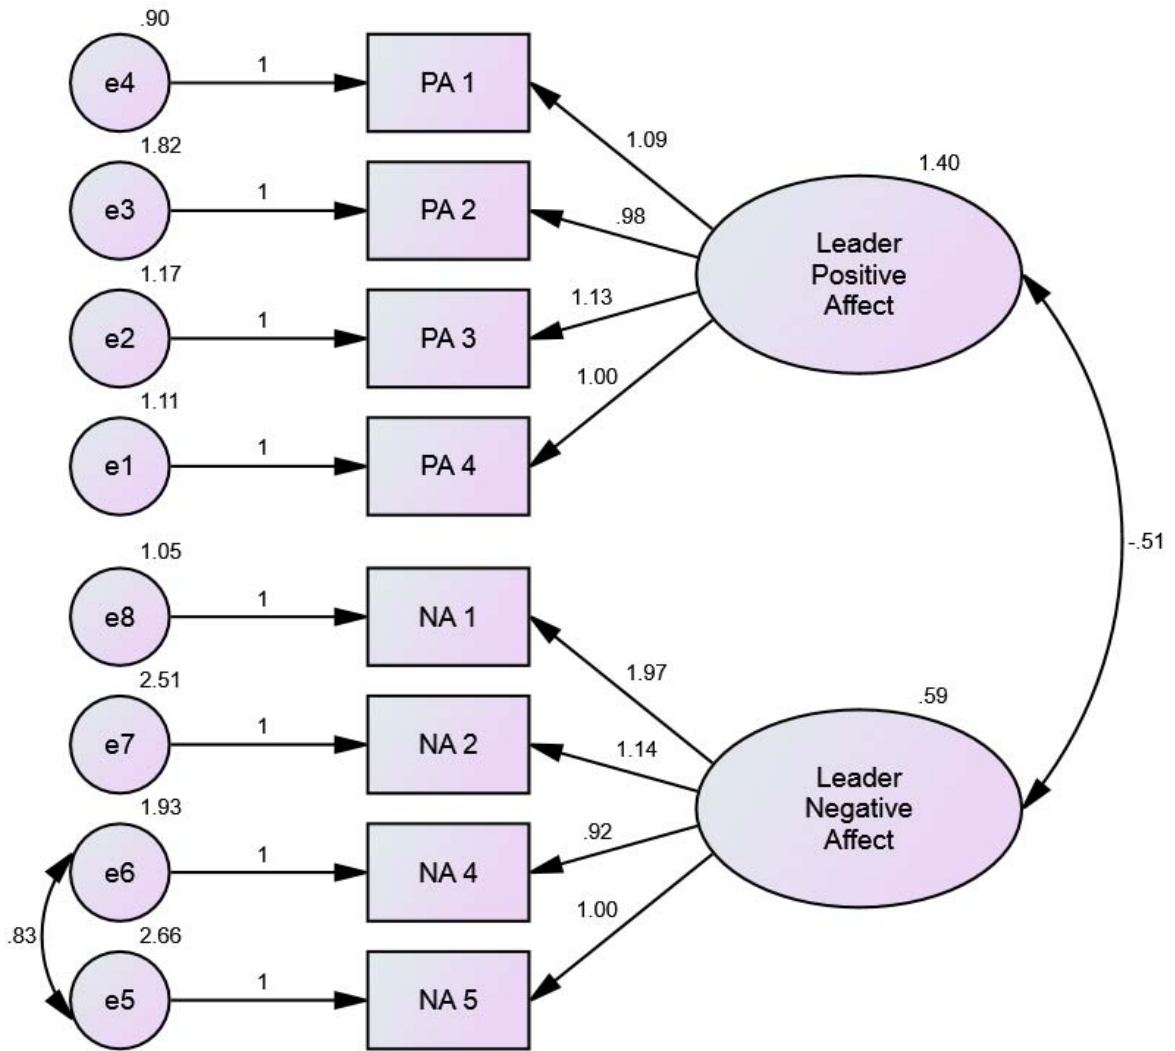 .90
e4
1
PA 1
1.09
1.82
e3
1
PA 2
.98
1.40
Leader
Positive
Affect
1.17
e2
1
PA 3
1.13
1.11
e1
1
PA 4
1.00
-.51
1.05
e8
1
NA 1
1.97
2.51
e7
1
NA 2
1.14
.59
Leader
Negative
Affect
1.93
e6
1
NA 4
.92
.83
2.66
e5
1
NA 5
1.00